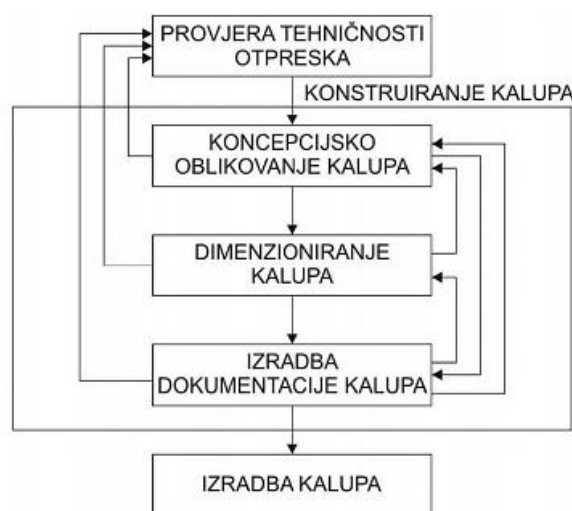 PROVJERA TEHNIČNOSTI
OTPRESKA
KONSTRUIRANJE KALUPA
KONCEPCIJSKO
OBLIKOVANJE KALUPA
DIMENZIONIRANJE
KALUPA
IZRADBA
DOKUMENTACIJE KALUPA
IZRADBA KALUPA